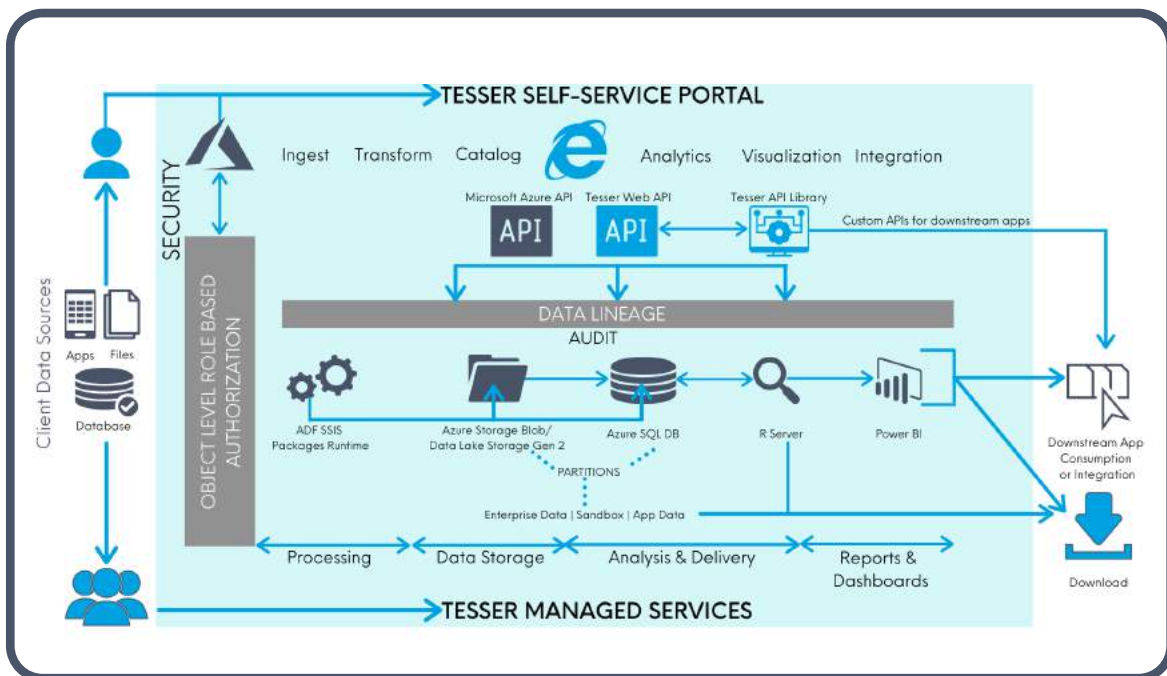 TESSER SELF-SERVICE PORTAL
SECURITY
Ingest Transform Catalog Analytics Visualization Integration
Microsoft Azure API Tesser Web API Tesser API Library
API API
Custom APIs for downstream apps
Client Data Sources
Apps Files
Database
OBJECT LEVEL ROLE BASED
AUTHORIZATION
DATA LINEAGE
AUDIT
ADF SSIS
Packages Runtime
Azure Storage Blob/
Data Lake Storage Gen 2
Azure SQL DB
R Server
Power BI
PARTITIONS
Enterprise Data | Sandbox | App Data
Downstream App
Consumption
or Integration
Download
Processing
Data Storage
Analysis & Delivery
Reports &
Dashboards
TESSER MANAGED SERVICES